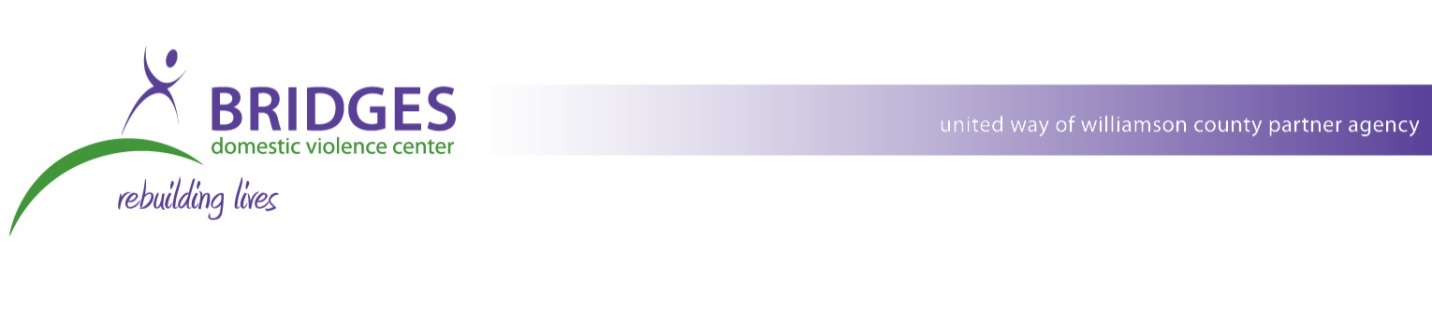 BRIDGES
domestic violence center
rebuilding lives
united way of williamson county partner agency